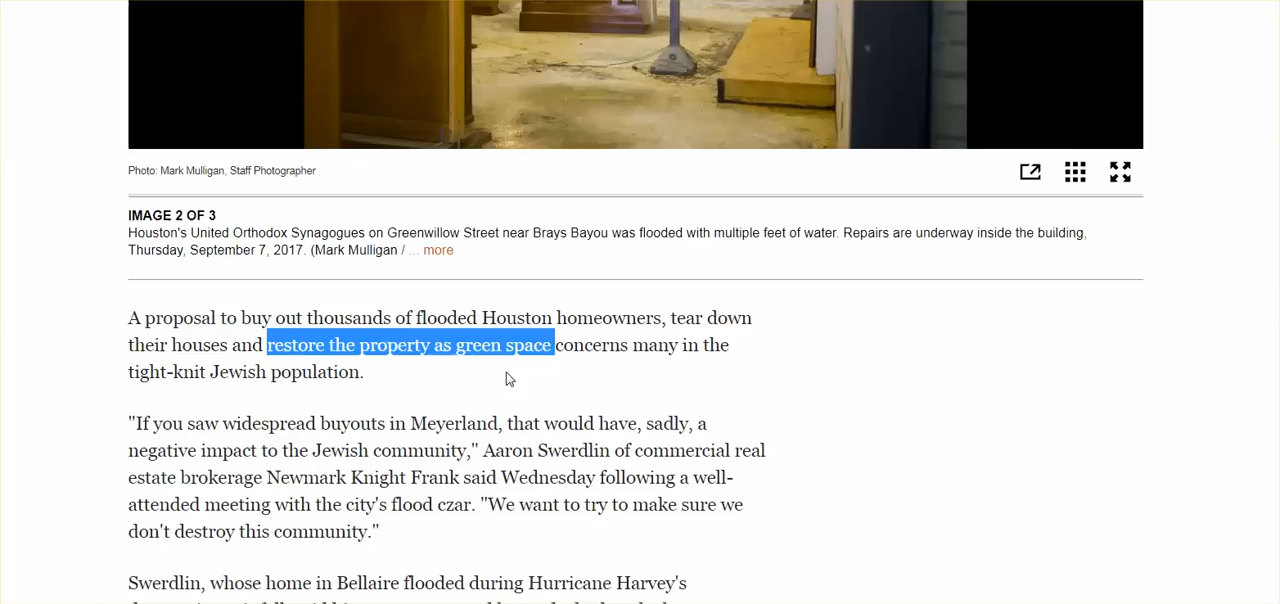 Photo: Mark Mulligan, Staff Photographer
IMAGE 2 OF 3
Houston's United Orthodox Synagogues on Greenwillow Street near Brays Bayou was flooded with multiple feet of water. Repairs are underway inside the building,
Thursday, September 7, 2017. (Mark Mulligan / ... more
A proposal to buy out thousands of flooded Houston homeowners, tear down
their houses and restore the property as green space concerns many in the
tight-knit Jewish population.
"If you saw widespread buyouts in Meyerland, that would have, sadly, a
negative impact to the Jewish community," Aaron Swerdlin of commercial real
estate brokerage Newmark Knight Frank said Wednesday following a well-
attended meeting with the city's flood czar. "We want to try to make sure we
don't destroy this community."
Swerdlin, whose home in Bellaire flooded during Hurricane Harvey's